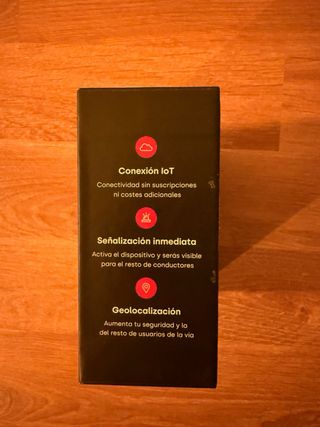 Conexión IoT
Conectividad sin suscripciones
ni costes adicionales
Señalización inmediata
Activa el dispositivo y serás visible
para el resto de conductores
Geolocalización
Aumenta tu seguridad y la
del resto de usuarios de la vía